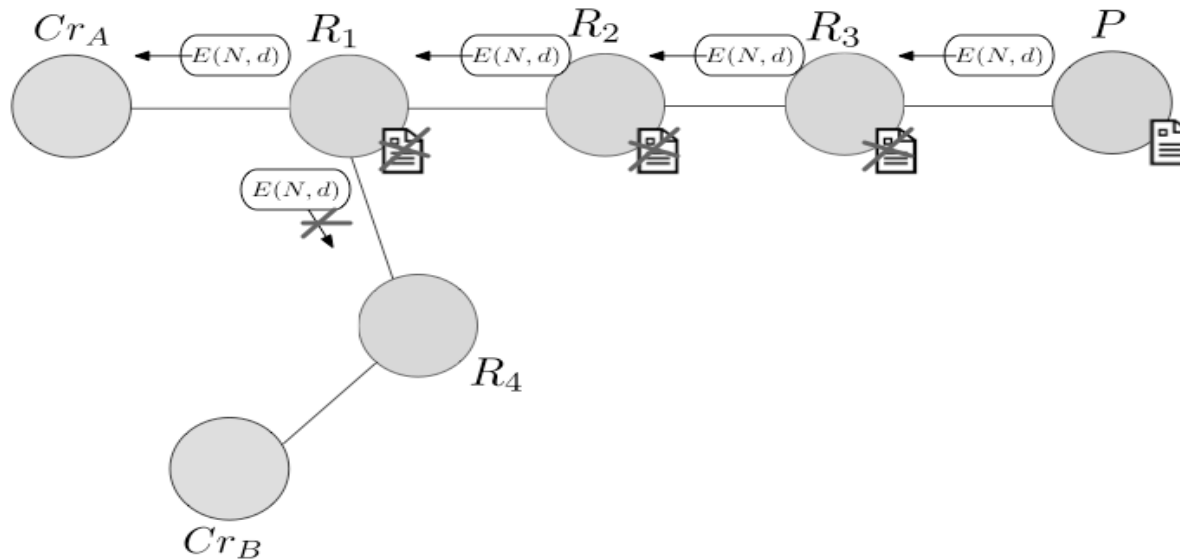 Cr_A E(N, d) R_1 E(N, d) R_2 E(N, d) R_3 E(N, d) P
E(N, d)
R_4
Cr_B